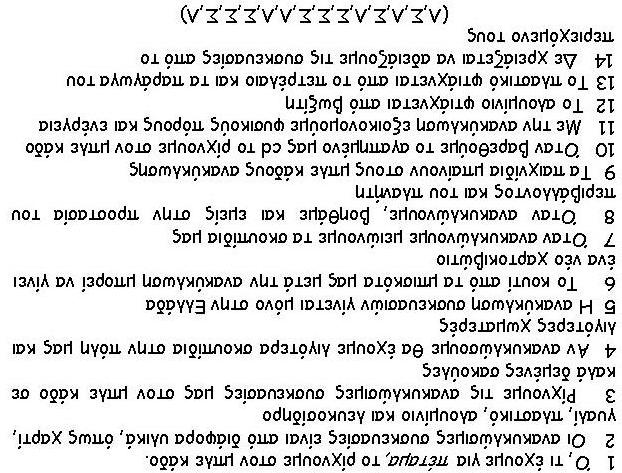 1 Ό, τι έχουμε για πέταμα, το ρίχνουμε στον μπλε κάδο.
2 Οι ανακυκλώσιμες συσκευασίες είναι από διάφορα υλικά, όπως χαρτί,
γυαλί, πλαστικό, αλουμίνιο και λευκοσίδηρο
3 Ρίχνουμε τις ανακυκλώσιμες συσκευασίες μας στον μπλε κάδο σε
καλά δεμένες σακούλες
4 Αν ανακυκλώσουμε θα έχουμε λιγότερα σκουπίδια στην πόλη μας και
λιγότερες χωματερές
5 Η ανακύκλωση συσκευασιών γίνεται μόνο στην Ελλάδα
6 Το κουτί από τα μπισκότα μας μετά την ανακύκλωση μπορεί να γίνει
ένα νέο χαρτοκιβώτιο
7 Όταν ανακυκλώνουμε μειώνουμε τα σκουπίδια μας
8 Όταν ανακυκλώνουμε, βοηθάμε και εμείς στην προστασία του
περιβάλλοντος και του πλανήτη
9 Τα παιχνίδια μπαίνουν στους μπλε κάδους ανακύκλωσης
10 Όταν βαρεθούμε το αγαπημένο μας cd το ρίχνουμε στον μπλε κάδο
11 Με την ανακύκλωση εξοικονομούμε φυσικούς πόρους και ενέργεια
12 Το αλουμίνιο φτιάχνεται από βωξίτη
13 Το πλαστικό φτιάχνεται από το πετρέλαιο και τα παράγωγα του
14 Δε χρειάζεται να αδειάζουμε τις συσκευασίες από το
περιεχόμενο τους
(Λ,Σ,Λ,Σ,Λ,Σ,Σ,Σ,Λ,Λ,Σ,Σ,Σ,Λ)